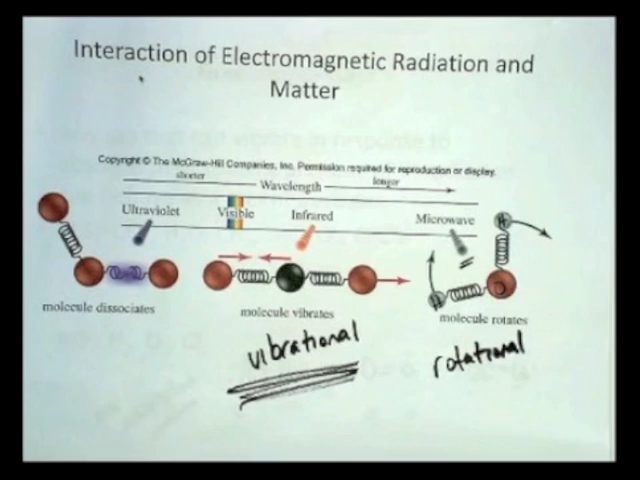 Interaction of Electromagnetic Radiation and
Matter
Copyright © The McGraw-Hill Companies, Inc. Permission required for reproduction or display.
shorter Wavelength longer
Ultraviolet Visible Infrared Microwave
H
O
H
molecule dissociates molecule vibrates molecule rotates
vibrational rotational